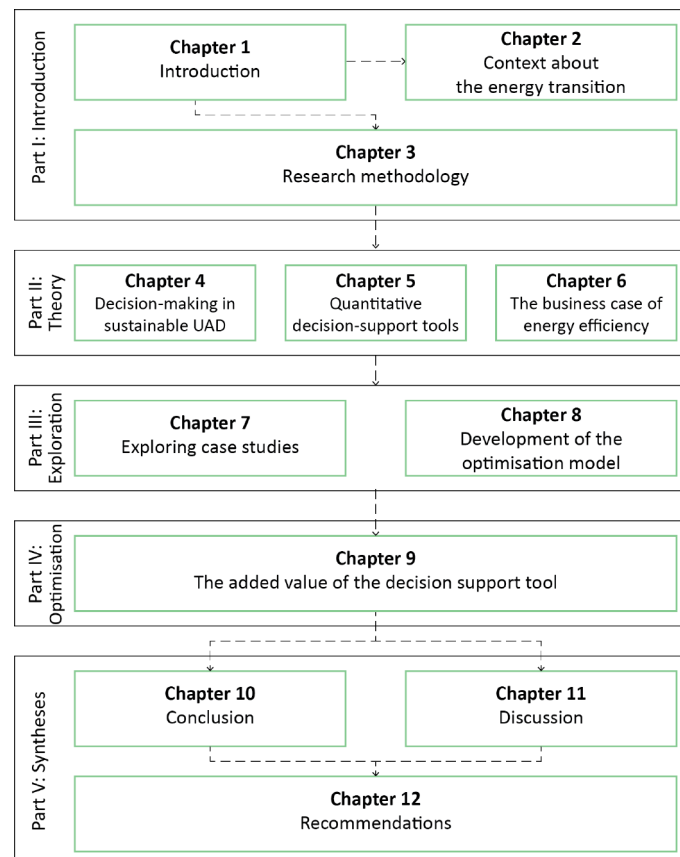 Part I: Introduction
Chapter 1
Introduction
Chapter 2
Context about
the energy transition
Chapter 3
Research methodology
Part II:
Theory
Chapter 4
Decision-making in
sustainable UAD
Chapter 5
Quantitative
decision-support tools
Chapter 6
The business case of
energy efficiency
Part III:
Exploration
Chapter 7
Exploring case studies
Chapter 8
Development of the
optimisation model
Part IV:
Optimisation
Chapter 9
The added value of the decision support tool
Part V: Syntheses
Chapter 10
Conclusion
Chapter 11
Discussion
Chapter 12
Recommendations